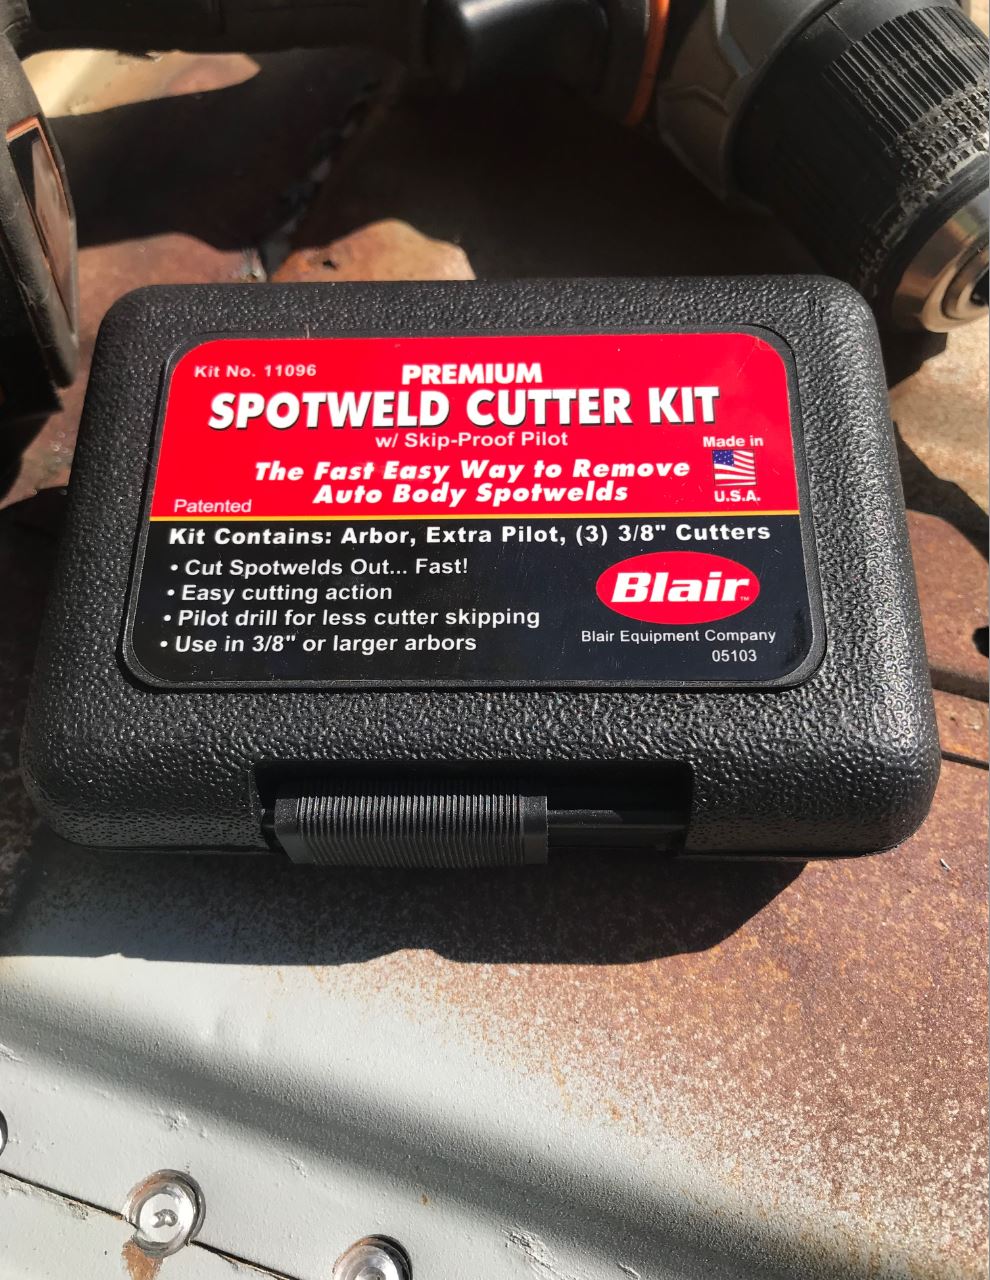 Kit No. 11096
PREMIUM
SPOTWELD CUTTER KIT
w/ Skip-Proof Pilot
The Fast Easy Way to Remove
Auto Body Spotwelds
Made in
U.S.A.
Patented
Kit Contains: Arbor, Extra Pilot, (3) 3/8" Cutters
• Cut Spotwelds Out... Fast!
• Easy cutting action
• Pilot drill for less cutter skipping
• Use in 3/8" or larger arbors
Blair™
Blair Equipment Company
05103